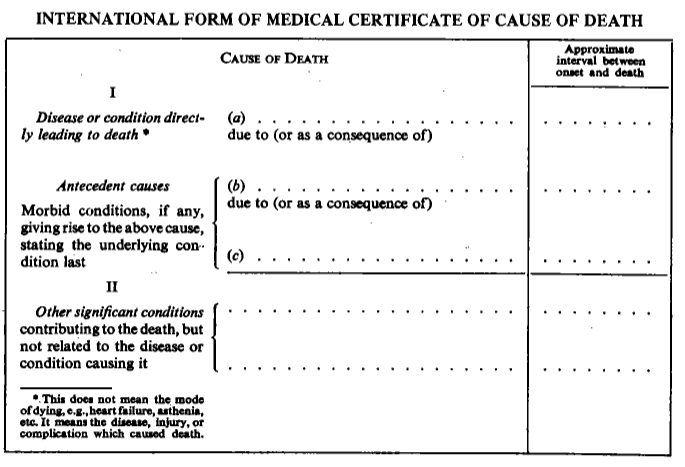 INTERNATIONAL FORM OF MEDICAL CERTIFICATE OF CAUSE OF DEATH
CAUSE OF DEATH
Approximate
interval between
onset and death
I
Disease or condition direct-
ly leading to death *
(a) . . . . . . . . . . . . . . . . . .
due to (or as a consequence of)
. . . . . . . .
Antecedent causes
Morbid conditions, if any,
giving rise to the above cause,
stating the underlying con-
dition last
(b) . . . . . . . . . . . . . . . . . .
due to (or as a consequence of)
. . . . . . . .
(c) . . . . . . . . . . . . . . . . . .
. . . . . . . .
II
Other significant conditions
contributing to the death, but
not related to the disease or
condition causing it
. . . . . . . . . . . . . . . . . . . .
. . . . . . . .
. . . . . . . . . . . . . . . . . . . .
. . . . . . . .
* This does not mean the mode
of dying, e.g., heart failure, asthenia,
etc. It means the disease, injury, or
complication which caused death.